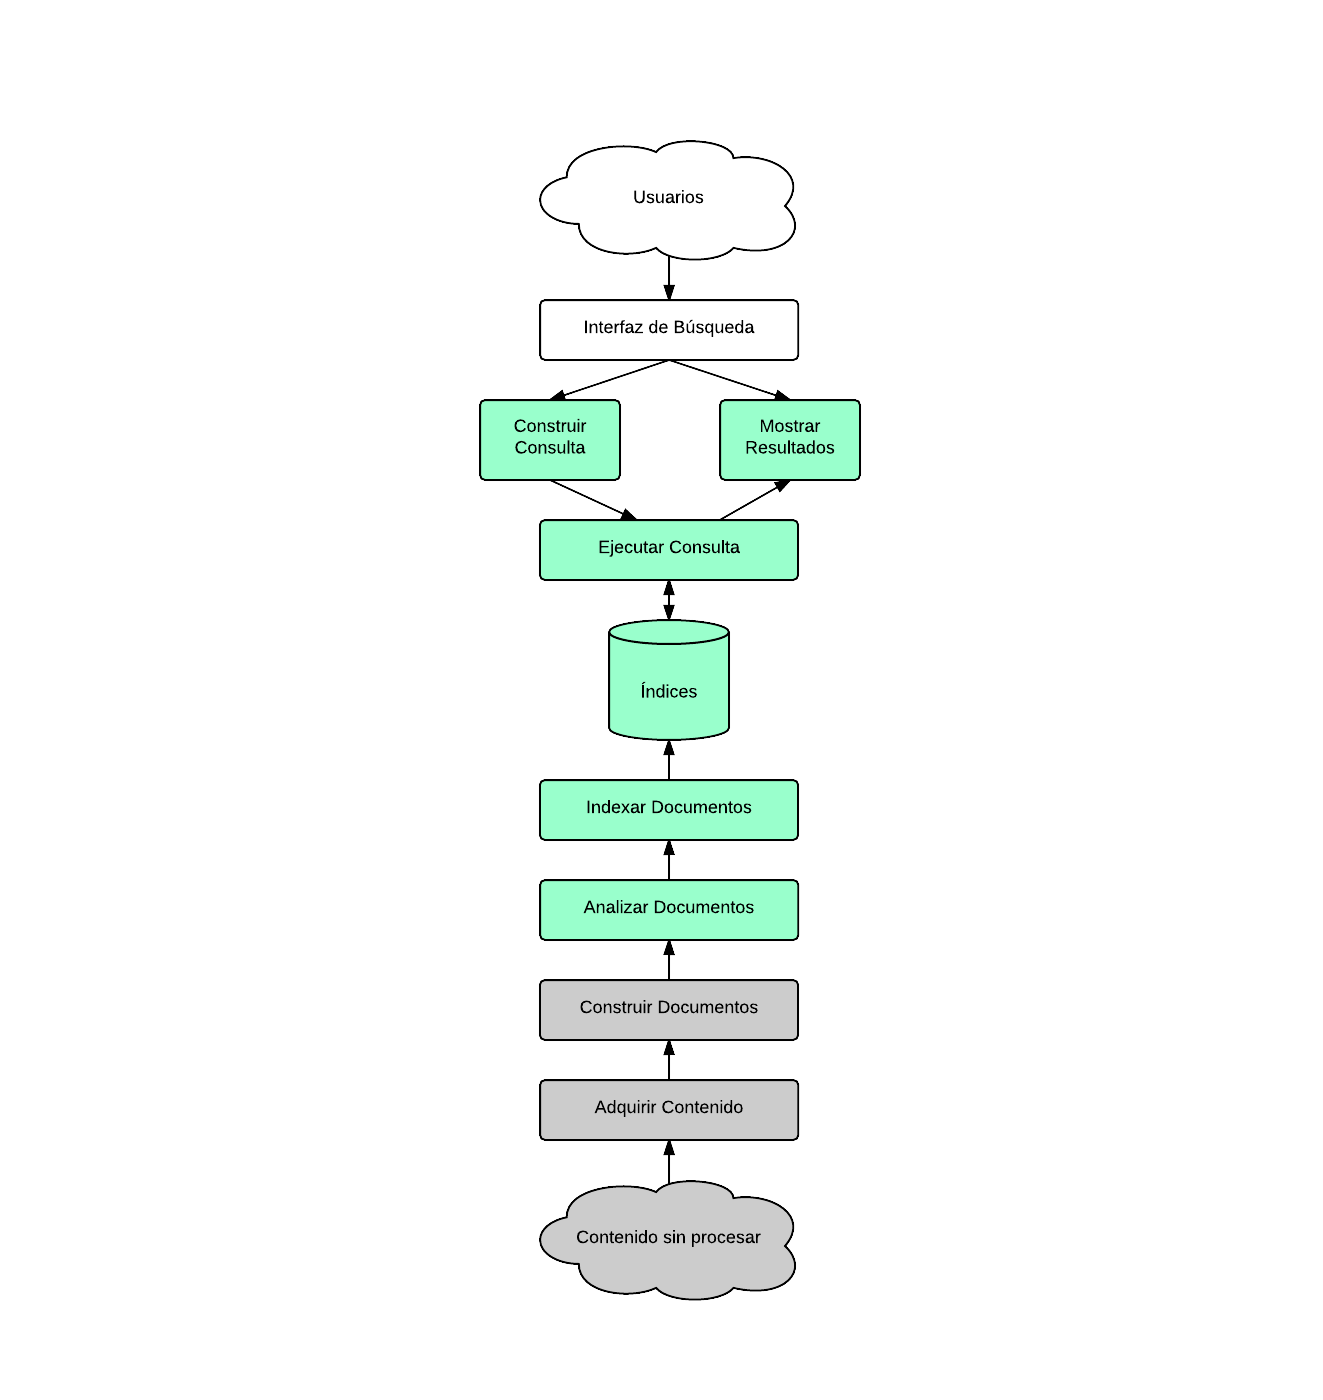 Usuarios
Interfaz de Búsqueda
Construir
Consulta
Mostrar
Resultados
Ejecutar Consulta
Índices
Indexar Documentos
Analizar Documentos
Construir Documentos
Adquirir Contenido
Contenido sin procesar